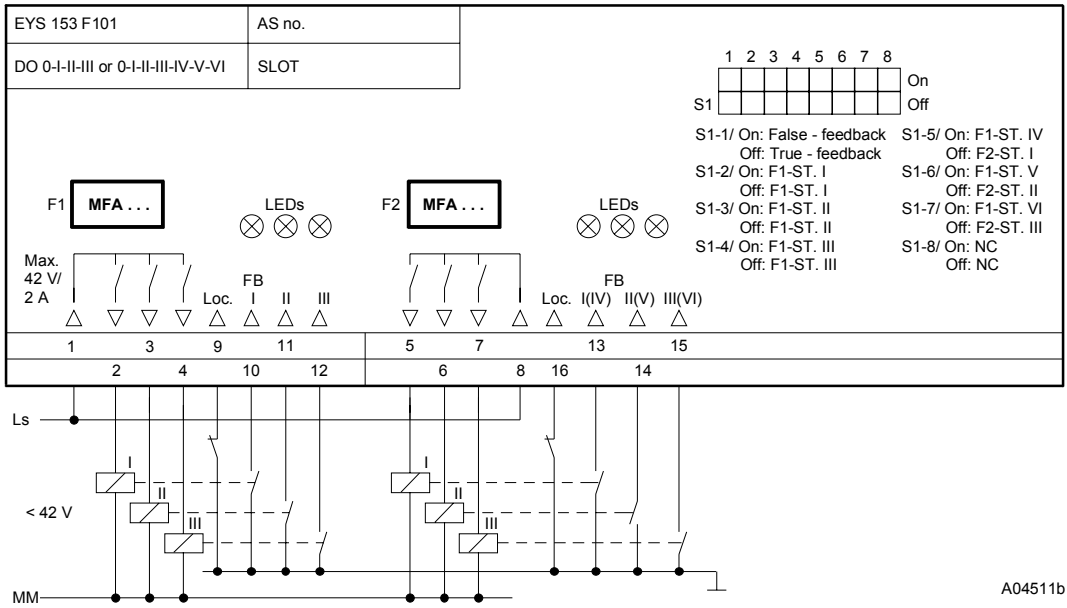 EYS 153 F101 AS no.
DO 0-I-II-III or 0-I-II-III-IV-V-VI SLOT
1 2 3 4 5 6 7 8
On
S1 Off
S1-1/ On: False - feedback S1-5/ On: F1-ST. IV
Off: True - feedback Off: F2-ST. I
S1-2/ On: F1-ST. I S1-6/ On: F1-ST. V
Off: F1-ST. I Off: F2-ST. II
S1-3/ On: F1-ST. II S1-7/ On: F1-ST. VI
Off: F1-ST. II Off: F2-ST. III
S1-4/ On: F1-ST. III S1-8/ On: NC
Off: F1-ST. III Off: NC
F1 MFA . . . LEDs F2 MFA . . . LEDs
Max.
42 V/
2 A
FB FB
Loc. I II III Loc. I(IV) II(V) III(VI)
1 3 9 11 5 7 13 15
2 4 10 12 6 8 16 14
Ls
I I
II II
< 42 V
III III
MM
A04511b